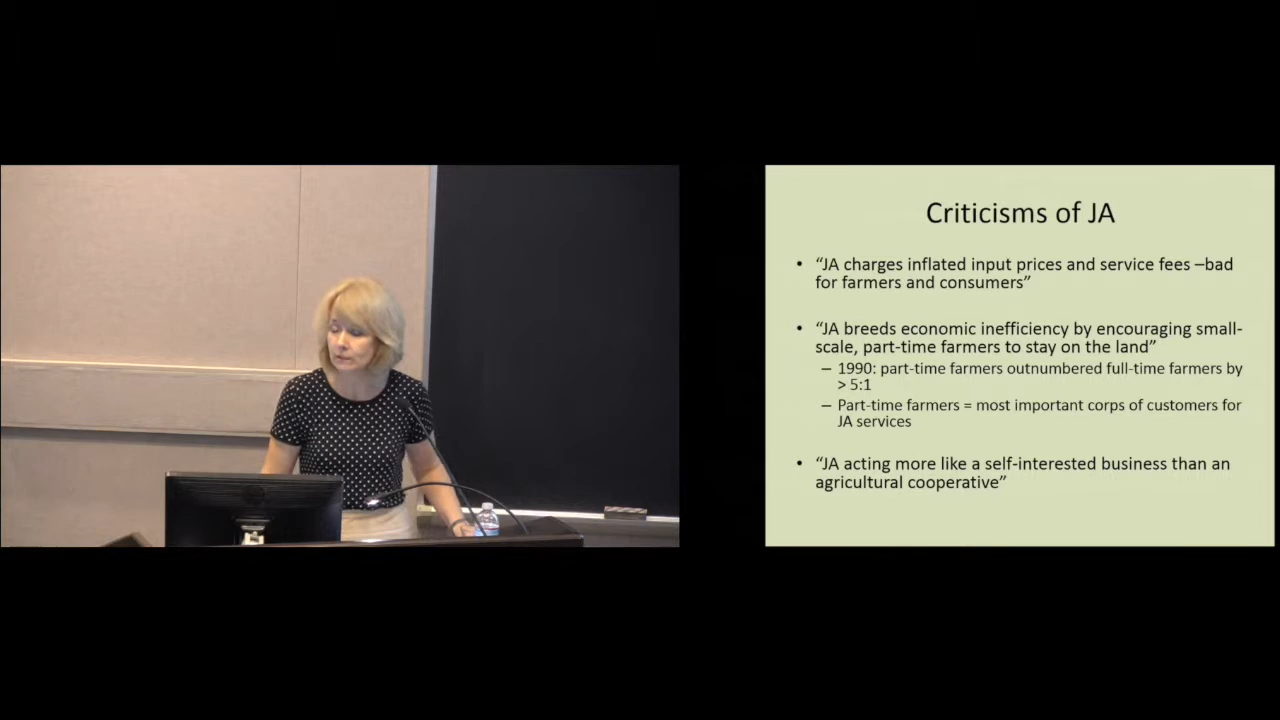 Criticisms of JA
• “JA charges inflated input prices and service fees –bad
for farmers and consumers”
• “JA breeds economic inefficiency by encouraging small-
scale, part-time farmers to stay on the land”
– 1990: part-time farmers outnumbered full-time farmers by
> 5:1
– Part-time farmers = most important corps of customers for
JA services
• “JA acting more like a self-interested business than an
agricultural cooperative”